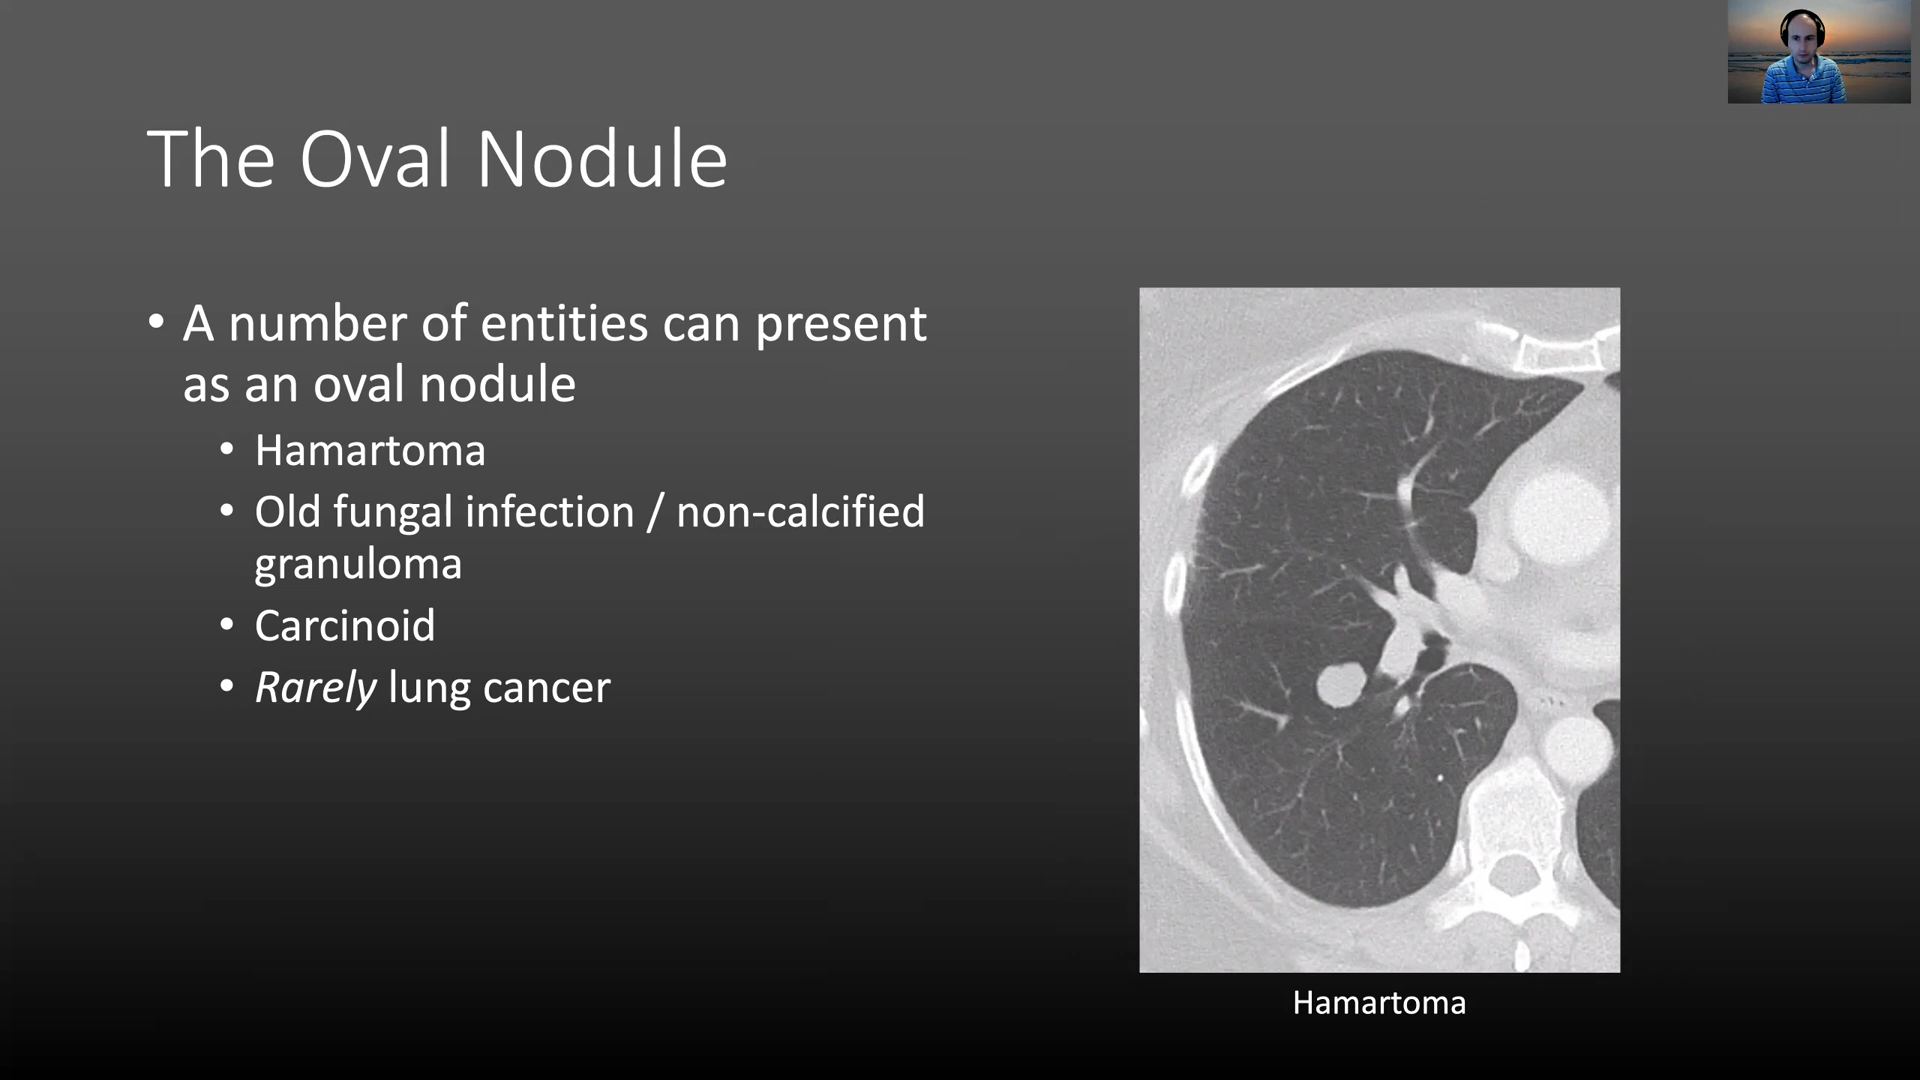 The Oval Nodule
• A number of entities can present
as an oval nodule
• Hamartoma
• Old fungal infection / non-calcified
granuloma
• Carcinoid
• Rarely lung cancer
Hamartoma